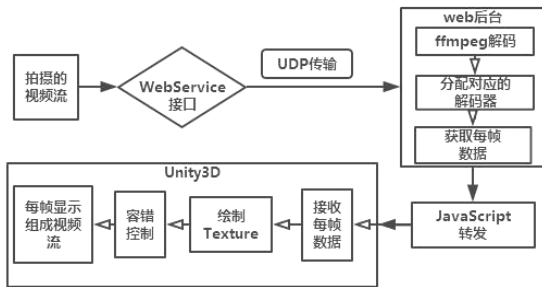 拍摄的
视频流
WebService
接口
UDP传输
web后台
ffmpeg解码
分配对应的
解码器
获取每帧
数据
JavaScript
转发
Unity3D
接收
每帧
数据
绘制
Texture
容错
控制
每帧显示
组成视频
流